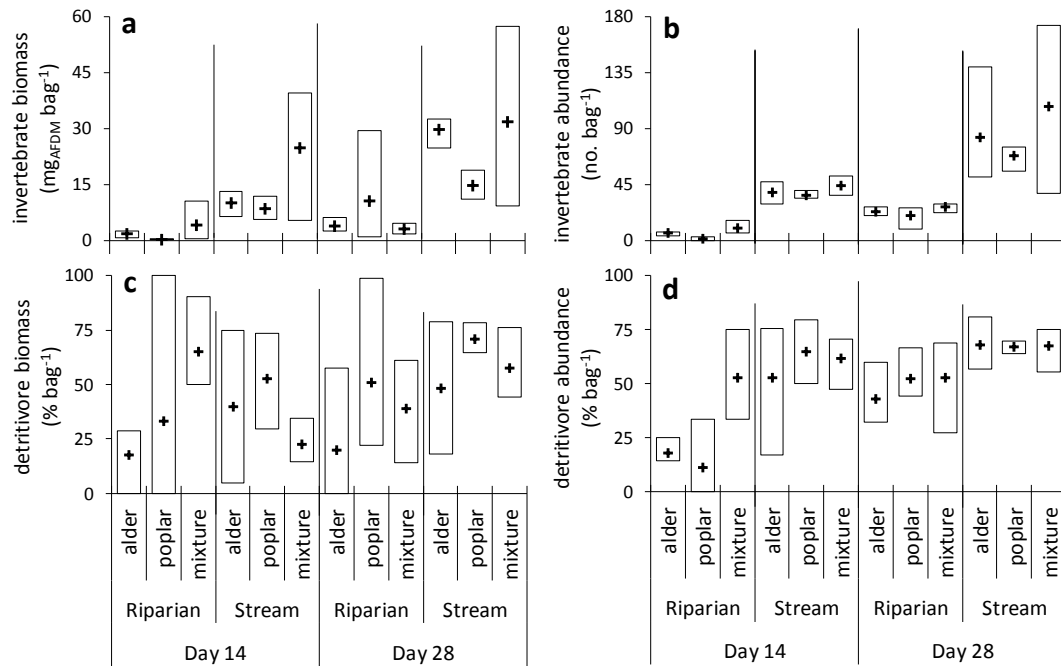 a
invertebrate biomass
(mgAFDM bag-1)
60
45
30
15
0
b
invertebrate abundance
(no. bag-1)
180
135
90
45
0
c
detritivore biomass
(% bag-1)
100
75
50
25
0
alder poplar mixture alder poplar mixture alder poplar mixture alder poplar mixture
Riparian Stream Riparian Stream
Day 14 Day 28
d
detritivore abundance
(% bag-1)
100
75
50
25
0
alder poplar mixture alder poplar mixture alder poplar mixture alder poplar mixture
Riparian Stream Riparian Stream
Day 14 Day 28